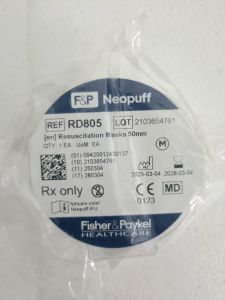 F&P Neopuff
REF RD805 LOT 2103654761
[en] Resuscitation Masks 50mm
QTY: 1 EA UoM: EA
(01) 09420012430137
(10) 2103654761
(11) 250304
(17) 280304
M
2025-03-04 2028-03-04
Rx only
CE
0123
MD
fphcare.com/
Neopuff-IFU
Fisher & Paykel
HEALTHCARE